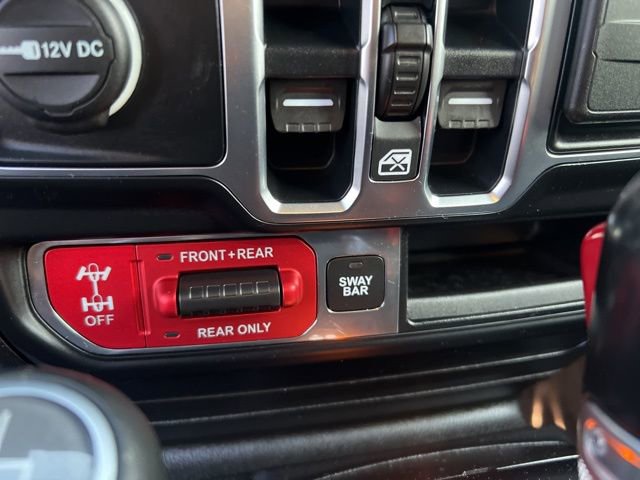 12V DC
FRONT+REAR
OFF
REAR ONLY
SWAY
BAR